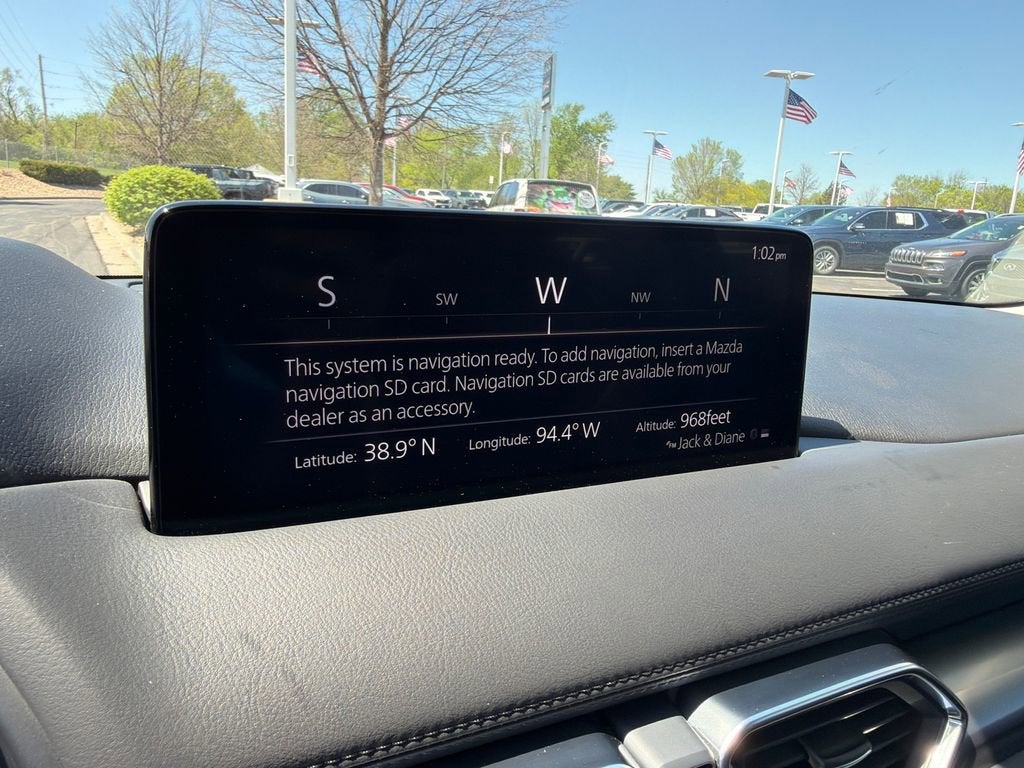 1:02pm
S SW W NW N
This system is navigation ready. To add navigation, insert a Mazda
navigation SD card. Navigation SD cards are available from your
dealer as an accessory.
Latitude: 38.9° N Longitude: 94.4° W Altitude: 968feet
FM Jack & Diane